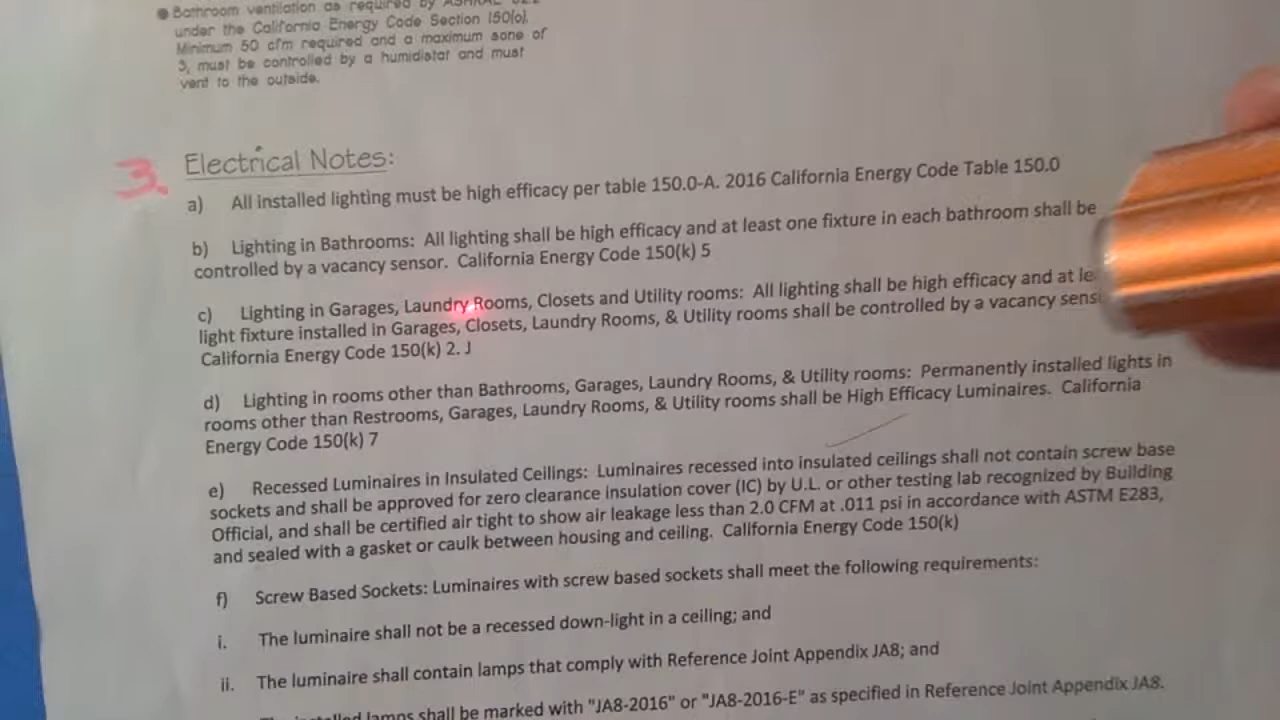 Bathroom ventilation as required by
under the California Energy Code Section 150(o).
Minimum 50 cfm required and a maximum sone of
3, must be controlled by a humidistat and must
vent to the outside.
3.
Electrical Notes:
a) All installed lighting must be high efficacy per table 150.0-A. 2016 California Energy Code Table 150.0
b) Lighting in Bathrooms: All lighting shall be high efficacy and at least one fixture in each bathroom shall be
controlled by a vacancy sensor. California Energy Code 150(k) 5
c) Lighting in Garages, Laundry Rooms, Closets and Utility rooms: All lighting shall be high efficacy and at
light fixture installed in Garages, Closets, Laundry Rooms, & Utility rooms shall be controlled by a vacancy
California Energy Code 150(k) 2. J
d) Lighting in rooms other than Bathrooms, Garages, Laundry Rooms, & Utility rooms: Permanently installed lights in
rooms other than Restrooms, Garages, Laundry Rooms, & Utility rooms shall be High Efficacy Luminaires. California
Energy Code 150(k) 7
e) Recessed Luminaires in Insulated Ceilings: Luminaires recessed into insulated ceilings shall not contain screw base
sockets and shall be approved for zero clearance insulation cover (IC) by U.L. or other testing lab recognized by Building
Official, and shall be certified air tight to show air leakage less than 2.0 CFM at .011 psi in accordance with ASTM E283,
and sealed with a gasket or caulk between housing and ceiling. California Energy Code 150(k)
f) Screw Based Sockets: Luminaires with screw based sockets shall meet the following requirements:
i. The luminaire shall not be a recessed down-light in a ceiling; and
ii. The luminaire shall contain lamps that comply with Reference Joint Appendix JA8; and
lamps shall be marked with "JA8-2016" or "JA8-2016-E" as specified in Reference Joint Appendix JA8.